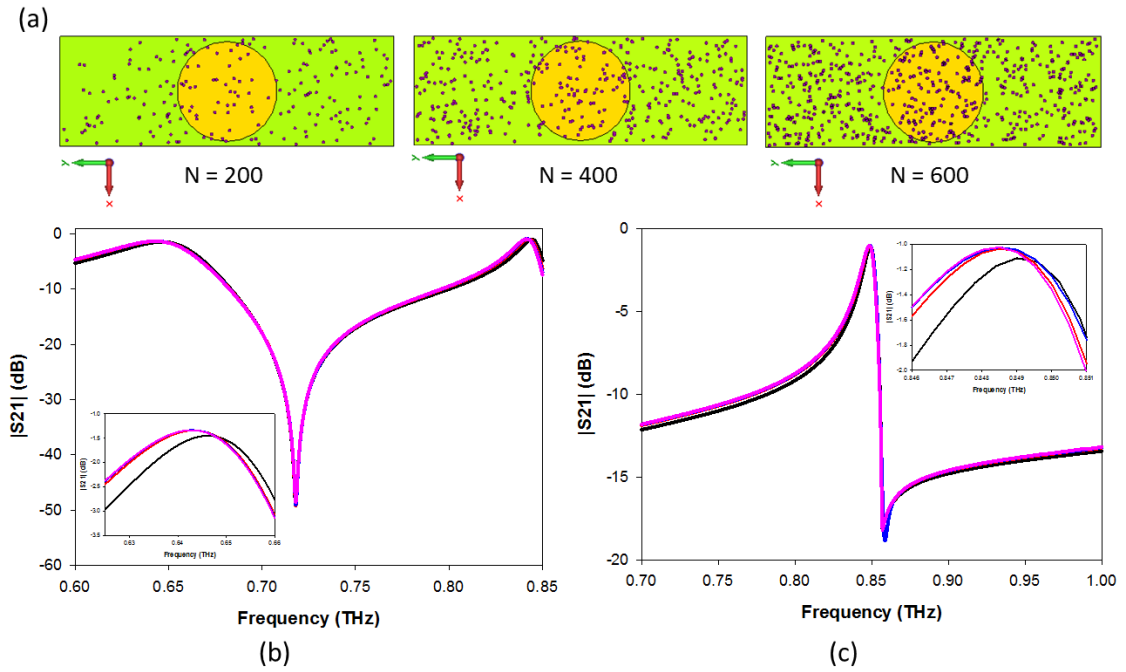 (a)
Y
X
N = 200
Y
X
N = 400
Y
X
N = 600
|S21| (dB)
0
-10
-20
-30
-40
-50
-60
0.60
0.65
0.70
0.75
0.80
0.85
Frequency (THz)
|S21| (dB)
-1.0
-1.5
-2.0
-2.5
-3.0
-3.5
0.63
0.64
0.65
0.66
Frequency (THz)
(b)
|S21| (dB)
0
-5
-10
-15
-20
0.70
0.75
0.80
0.85
0.90
0.95
1.00
Frequency (THz)
|S21| (dB)
-1.0
-1.2
-1.4
-1.6
-1.8
-2.0
0.846
0.847
0.848
0.849
0.850
0.851
Frequency (THz)
(c)